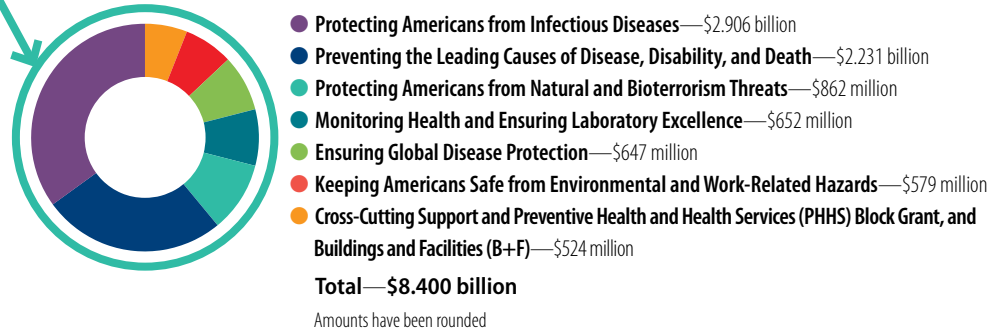 Protecting Americans from Infectious Diseases—$2.906 billion
Preventing the Leading Causes of Disease, Disability, and Death—$2.231 billion
Protecting Americans from Natural and Bioterrorism Threats—$862 million
Monitoring Health and Ensuring Laboratory Excellence—$652 million
Ensuring Global Disease Protection—$647 million
Keeping Americans Safe from Environmental and Work-Related Hazards—$579 million
Cross-Cutting Support and Preventive Health and Health Services (PHHS) Block Grant, and
Buildings and Facilities (B+F)—$524 million
Total—$8.400 billion
Amounts have been rounded